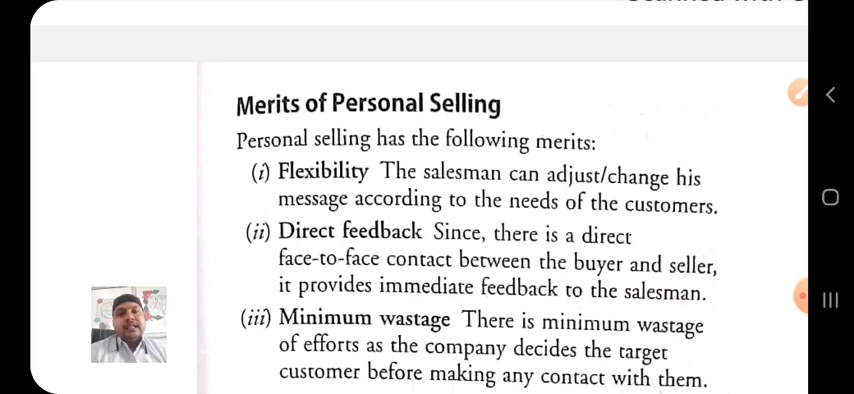 Merits of Personal Selling
Personal selling has the following merits:
(i) Flexibility The salesman can adjust/change his
message according to the needs of the customers.
(ii) Direct feedback Since, there is a direct
face-to-face contact between the buyer and seller,
it provides immediate feedback to the salesman.
(iii) Minimum wastage There is minimum wastage
of efforts as the company decides the target
customer before making any contact with them.